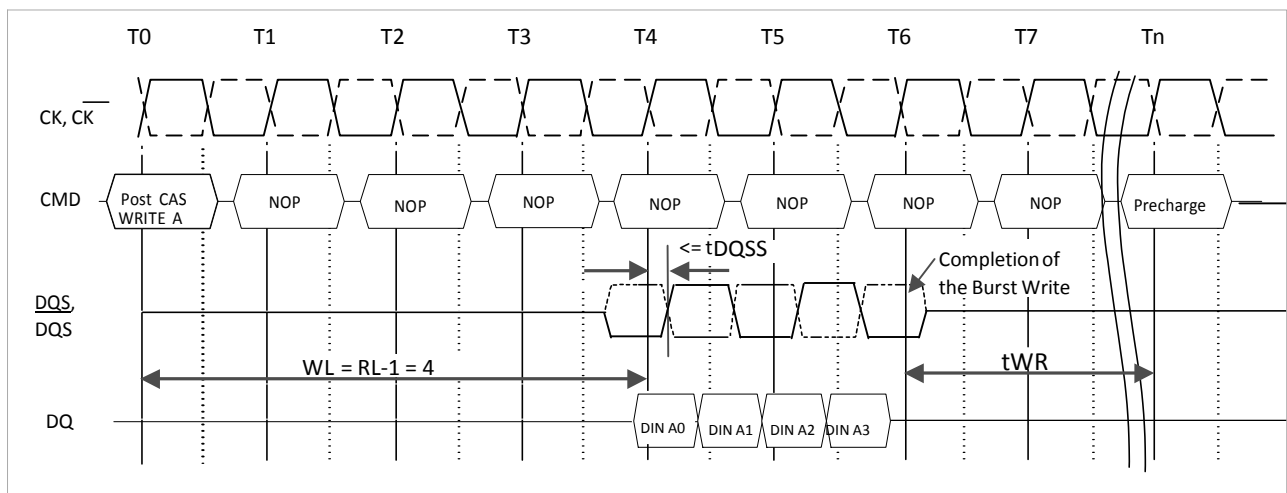 T0 T1 T2 T3 T4 T5 T6 T7 Tn
CK, CK
CMD
Post CAS
WRITE A
NOP NOP NOP NOP NOP NOP NOP
Precharge
<= tDQSS
Completion of
the Burst Write
DQS,
DQS
WL = RL-1 = 4
tWR
DQ
DIN A0 DIN A1 DIN A2 DIN A3